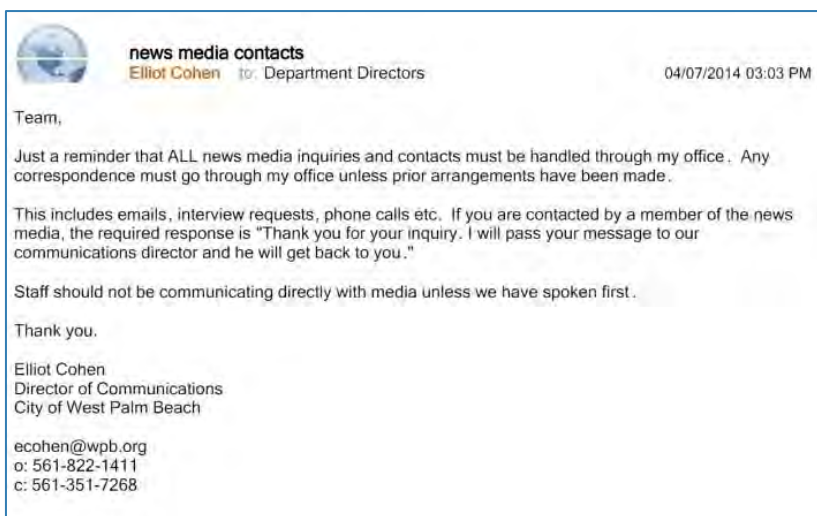 news media contacts
Elliot Cohen to: Department Directors 04/07/2014 03:03 PM
Team,
Just a reminder that ALL news media inquiries and contacts must be handled through my office. Any
correspondence must go through my office unless prior arrangements have been made.
This includes emails, interview requests, phone calls etc. If you are contacted by a member of the news
media, the required response is "Thank you for your inquiry. I will pass your message to our
communications director and he will get back to you."
Staff should not be communicating directly with media unless we have spoken first.
Thank you.
Elliot Cohen
Director of Communications
City of West Palm Beach
ecohen@wpb.org
o: 561-822-1411
c: 561-351-7268